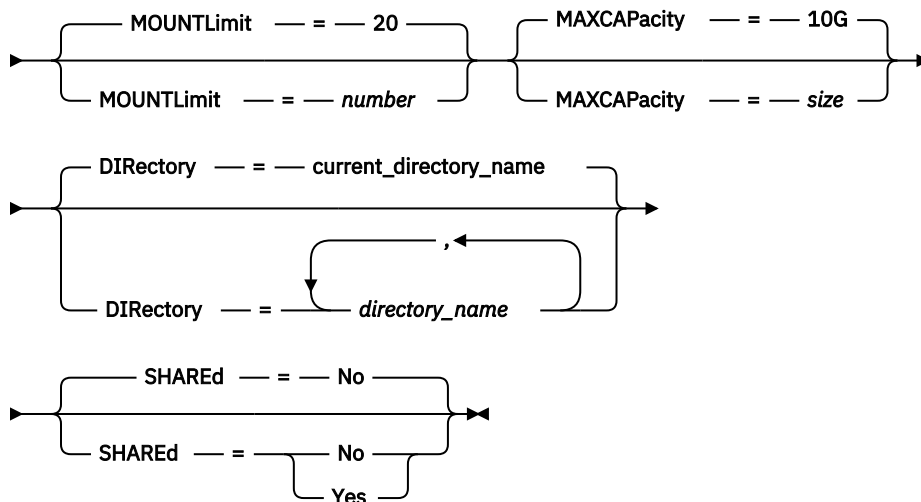 MOUNTLimit = 20 MAXCAPacity = 10G
MOUNTLimit = number MAXCAPacity = size
DIRectory = current_directory_name
,
DIRectory = directory_name
SHAREd = No
SHAREd = No
Yes